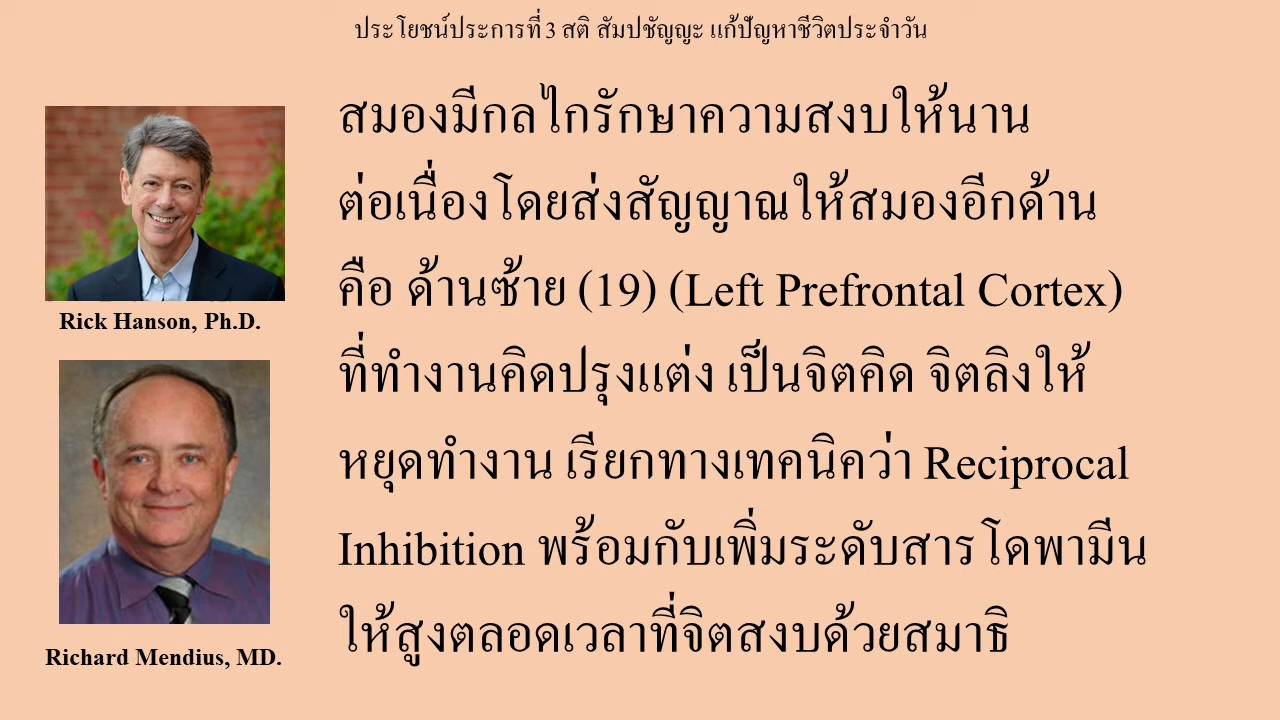 ประโยชน์ประการที่ 3 สติ สัมปชัญญะ แก้ปัญหาชีวิตประจำวัน
สมองมีกลไกรักษาความสงบให้นาน
ต่อเนื่องโดยส่งสัญญาณให้สมองอีกด้าน
คือ ด้านซ้าย (19) (Left Prefrontal Cortex)
ที่ทำงานคิดปรุงแต่ง เป็นจิตคิด จิตลิงให้
หยุดทำงาน เรียกทางเทคนิคว่า Reciprocal
Inhibition พร้อมกับเพิ่มระดับสารโดพามีน
ให้สูงตลอดเวลาที่จิตสงบด้วยสมาธิ
Rick Hanson, Ph.D.
Richard Mendius, MD.